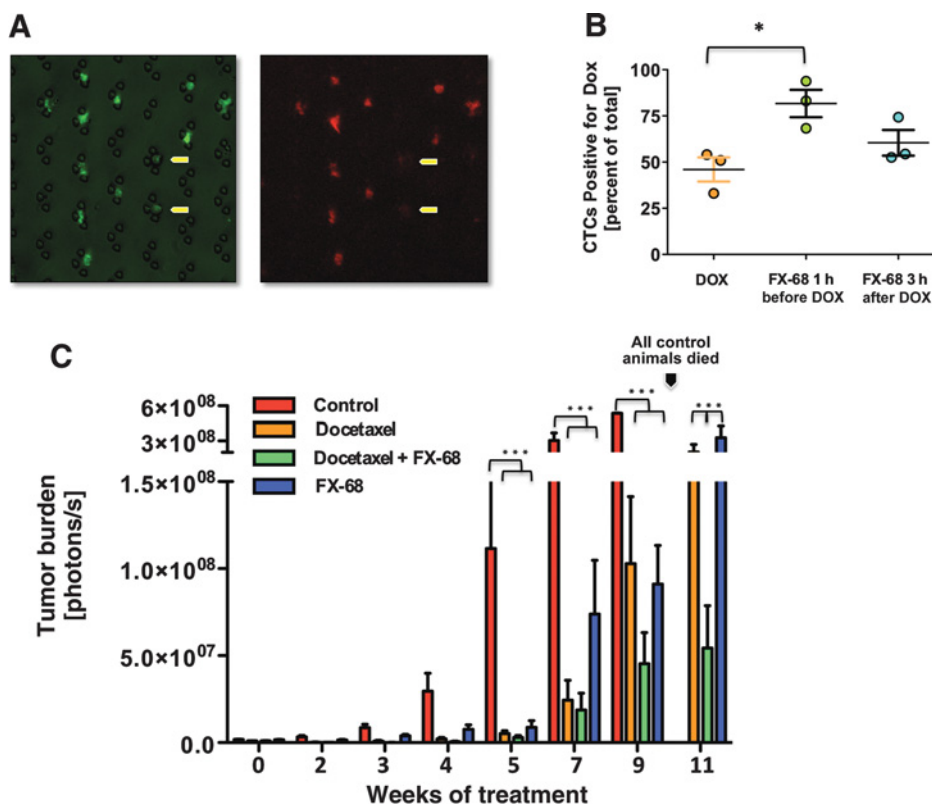 A
B
*
CTCs Positive for Dox
[percent of total]
100
75
50
25
0
DOX
FX-68 1 h
before DOX
FX-68 3 h
after DOX
C
All control
animals died
Control
Docetaxel
Docetaxel + FX-68
FX-68
Tumor burden
[photons/s]
6×10⁰⁸
3×10⁰⁸
1.5×10⁰⁸
1.0×10⁰⁸
5.0×10⁰⁷
0.0
***
***
***
***
0 2 3 4 5 7 9 11
Weeks of treatment